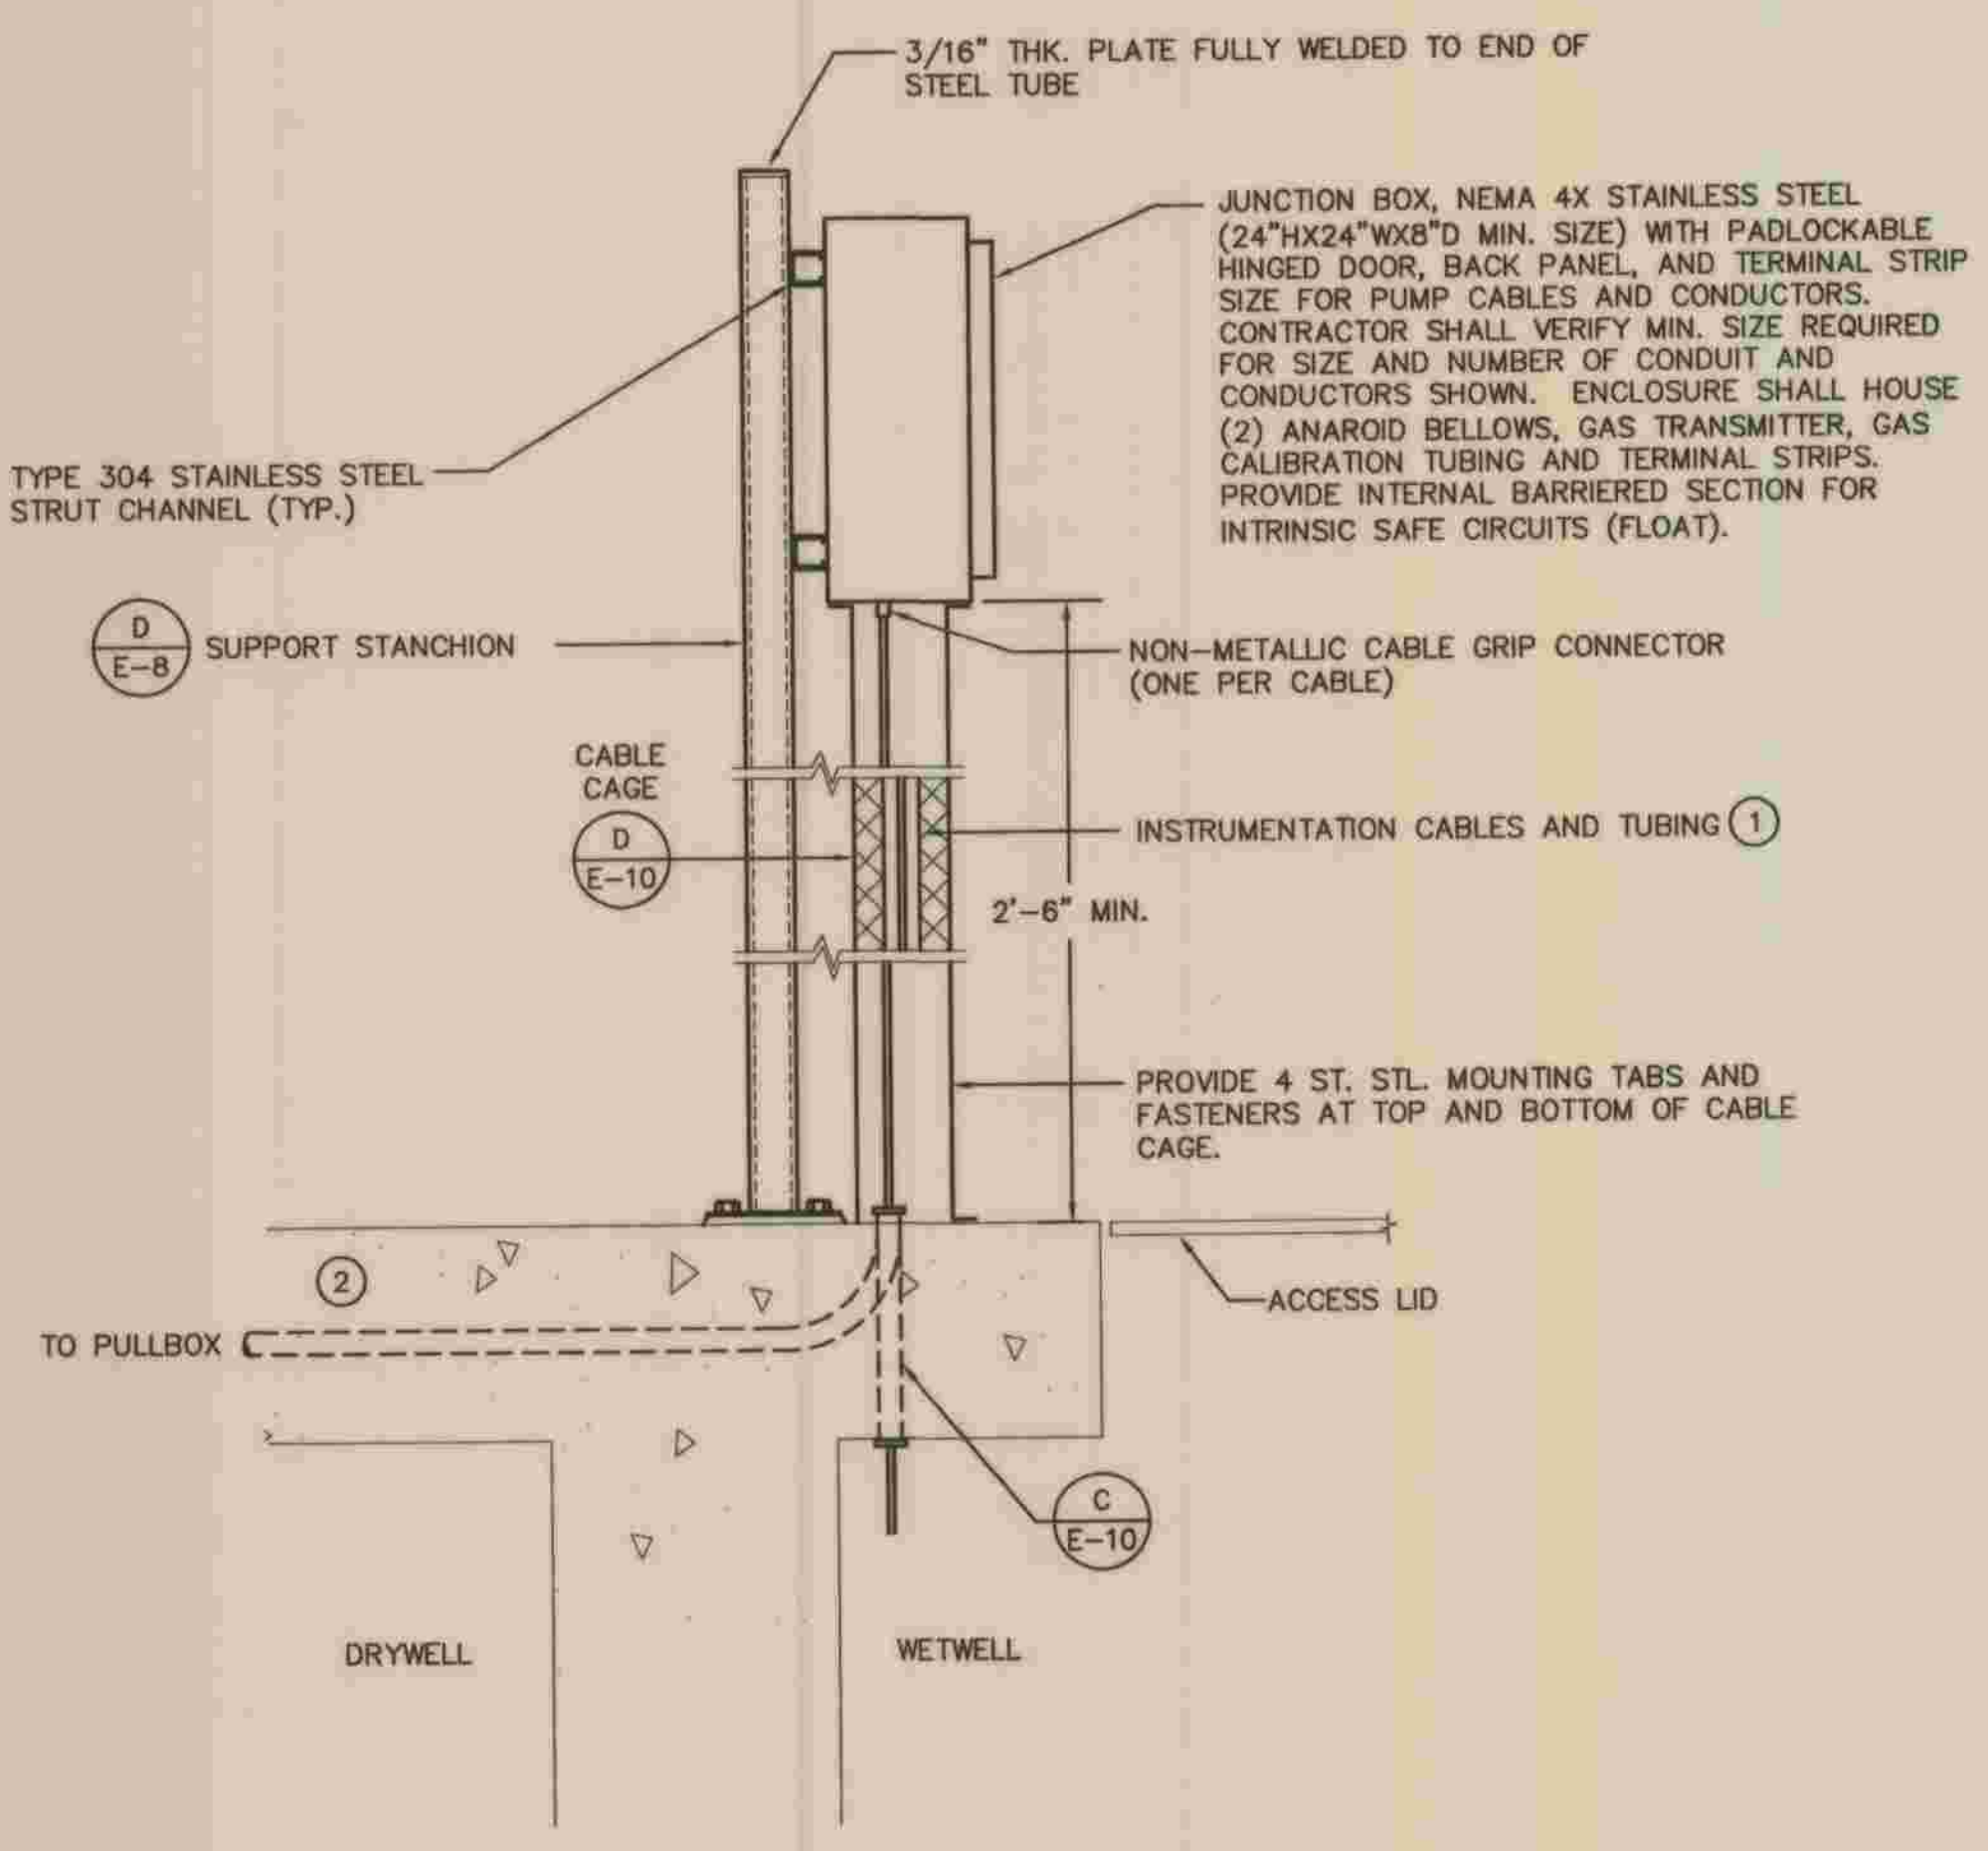 3/16" THK. PLATE FULLY WELDED TO END OF
STEEL TUBE
JUNCTION BOX, NEMA 4X STAINLESS STEEL
(24"HX24"WX8"D MIN. SIZE) WITH PADLOCKABLE
HINGED DOOR, BACK PANEL, AND TERMINAL STRIP
SIZE FOR PUMP CABLES AND CONDUCTORS.
CONTRACTOR SHALL VERIFY MIN. SIZE REQUIRED
FOR SIZE AND NUMBER OF CONDUIT AND
CONDUCTORS SHOWN. ENCLOSURE SHALL HOUSE
(2) ANAROID BELLOWS, GAS TRANSMITTER, GAS
CALIBRATION TUBING AND TERMINAL STRIPS.
PROVIDE INTERNAL BARRIERED SECTION FOR
INTRINSIC SAFE CIRCUITS (FLOAT).
TYPE 304 STAINLESS STEEL
STRUT CHANNEL (TYP.)
D
E-8
SUPPORT STANCHION
NON-METALLIC CABLE GRIP CONNECTOR
(ONE PER CABLE)
CABLE
CAGE
D
E-10
INSTRUMENTATION CABLES AND TUBING 1
2'-6" MIN.
PROVIDE 4 ST. STL. MOUNTING TABS AND
FASTENERS AT TOP AND BOTTOM OF CABLE
CAGE.
2
ACCESS LID
TO PULLBOX
C
E-10
DRYWELL
WETWELL